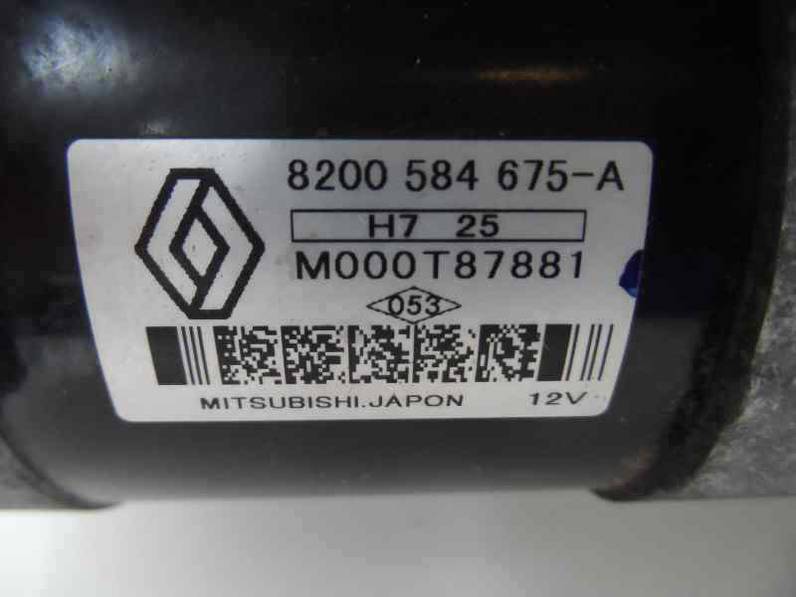 8200 584 675-A
H7 25
M000T87881
053
MITSUBISHI.JAPON 12V